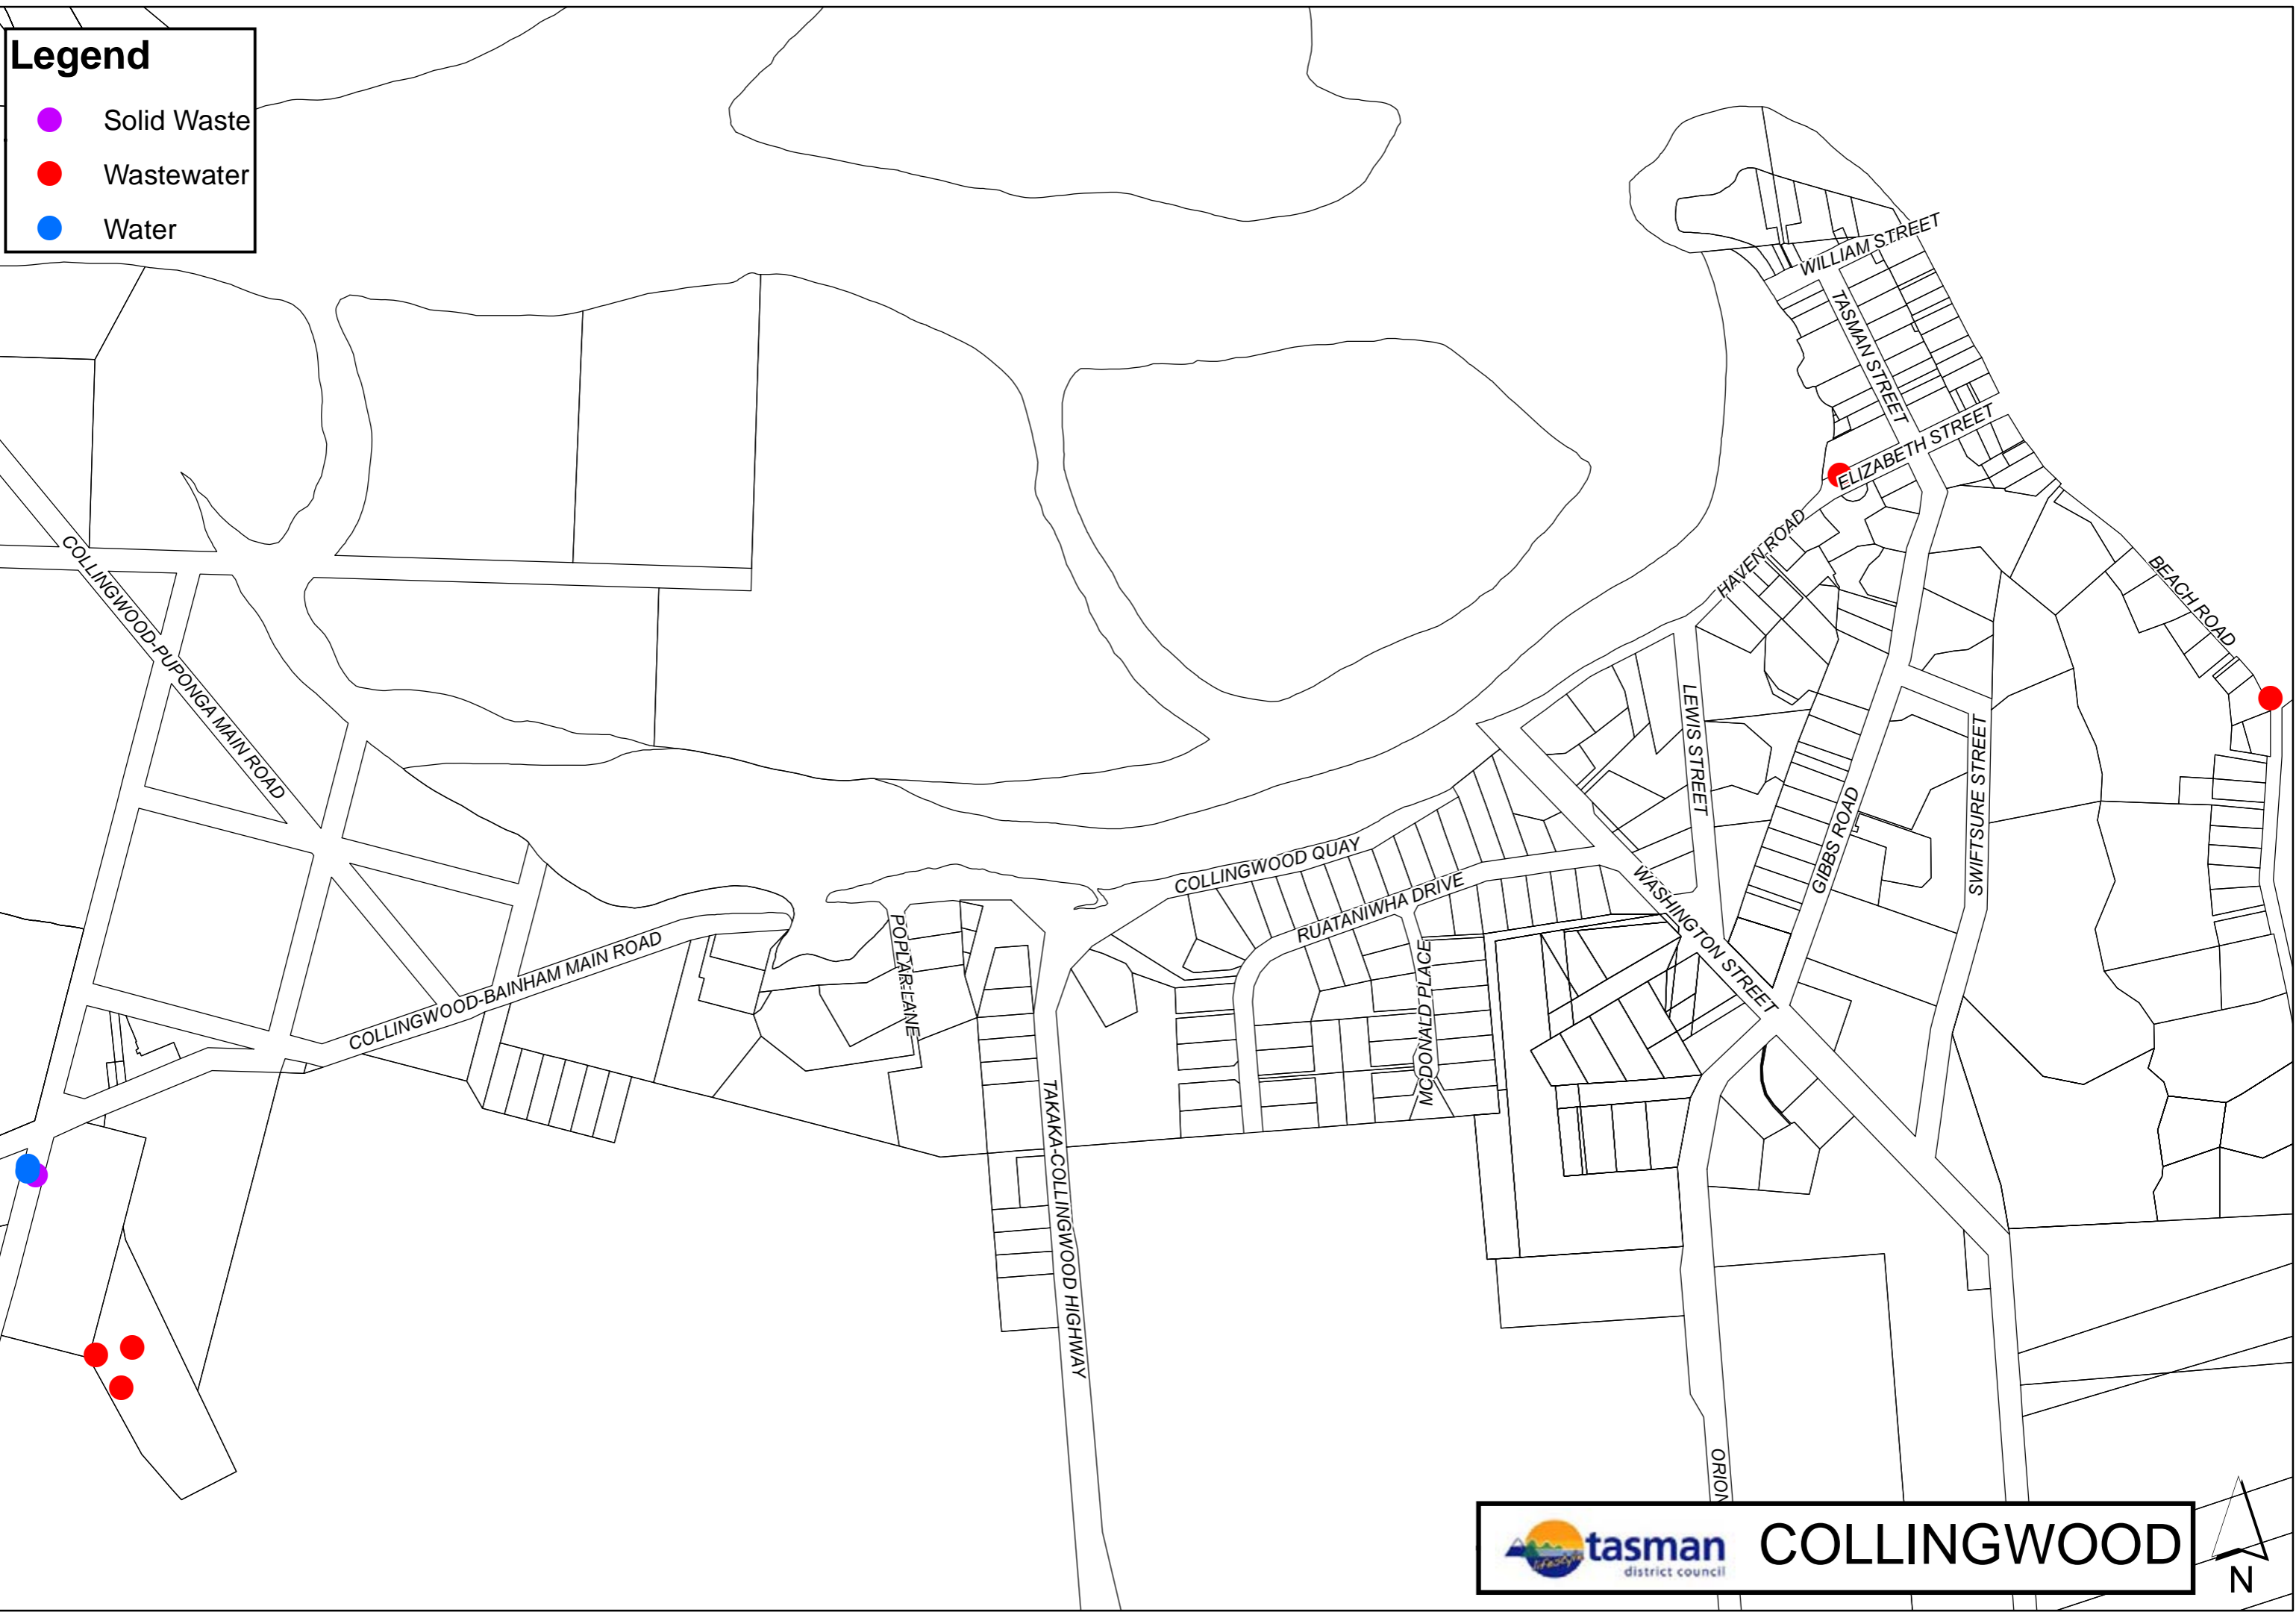 Legend
Solid Waste
Wastewater
Water
WILLIAM STREET
TASMAN STREET
ELIZABETH STREET
HAVEN ROAD
BEACH ROAD
COLLINGWOOD-PUPONGA MAIN ROAD
LEWIS STREET
SWIFTSURE STREET
GIBBS ROAD
COLLINGWOOD QUAY
RUATANIWHA DRIVE
WASHINGTON STREET
POPLAR LANE
COLLINGWOOD-BAINHAM MAIN ROAD
MCDONALD PLACE
TAKAKA-COLLINGWOOD HIGHWAY
ORION
tasman
lifestyle
district council
COLLINGWOOD
N